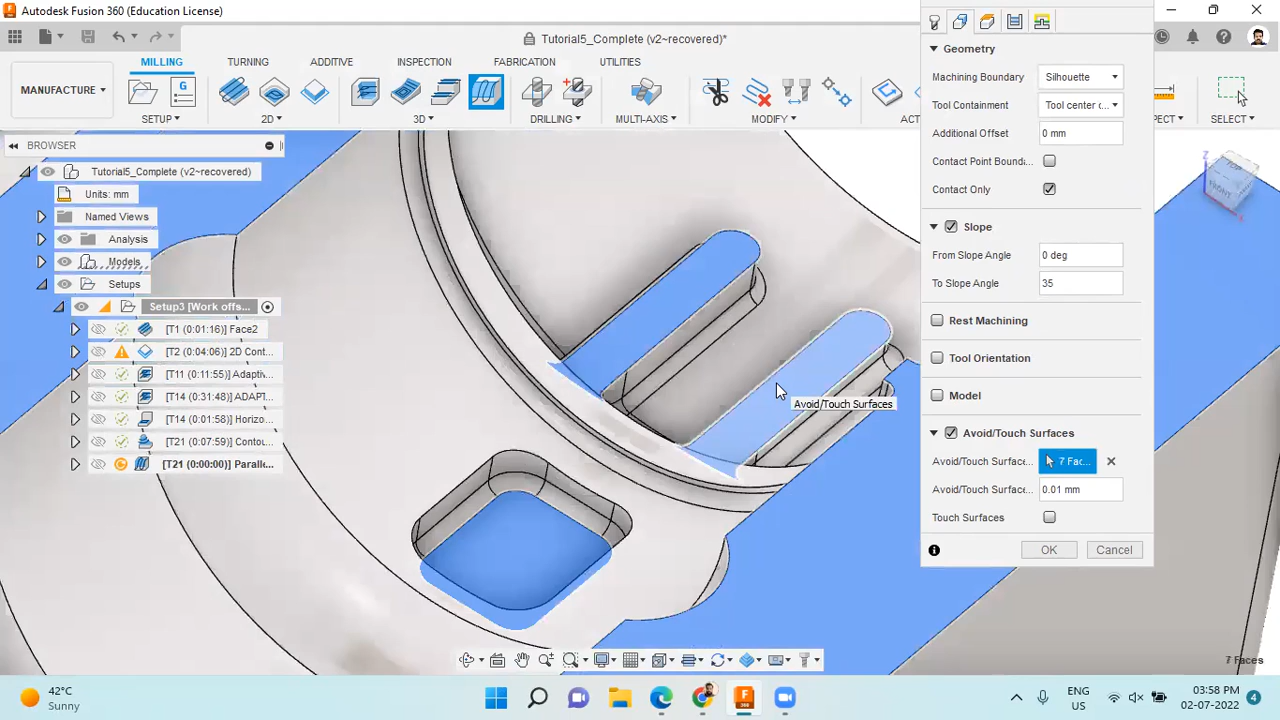 Autodesk Fusion 360 (Education License)
Tutorial5_Complete (v2~recovered)*
MILLING TURNING ADDITIVE INSPECTION FABRICATION UTILITIES
MANUFACTURE
G
SETUP 2D 3D DRILLING MULTI-AXIS MODIFY ACT PECT SELECT
BROWSER
Tutorial5_Complete (v2~recovered)
Units: mm
Named Views
Analysis
Models
Setups
Setup3 [Work offs...
[T1 (0:01:16)] Face2
[T2 (0:04:06)] 2D Cont...
[T11 (0:11:55)] Adaptiv...
[T14 (0:31:48)] ADAPT...
[T14 (0:01:58)] Horizo...
[T21 (0:07:59)] Contou...
[T21 (0:00:00)] Paralle...
Avoid/Touch Surfaces
Z
FRONT
Geometry
Machining Boundary Silhouette
Tool Containment Tool center c...
Additional Offset 0 mm
Contact Point Bounda...
Contact Only
Slope
From Slope Angle 0 deg
To Slope Angle 35
Rest Machining
Tool Orientation
Model
Avoid/Touch Surfaces
Avoid/Touch Surface... 7 Fac...
Avoid/Touch Surface... 0.01 mm
Touch Surfaces
OK Cancel
7 Faces
42°C
Sunny
ENG
US
03:58 PM
02-07-2022
4